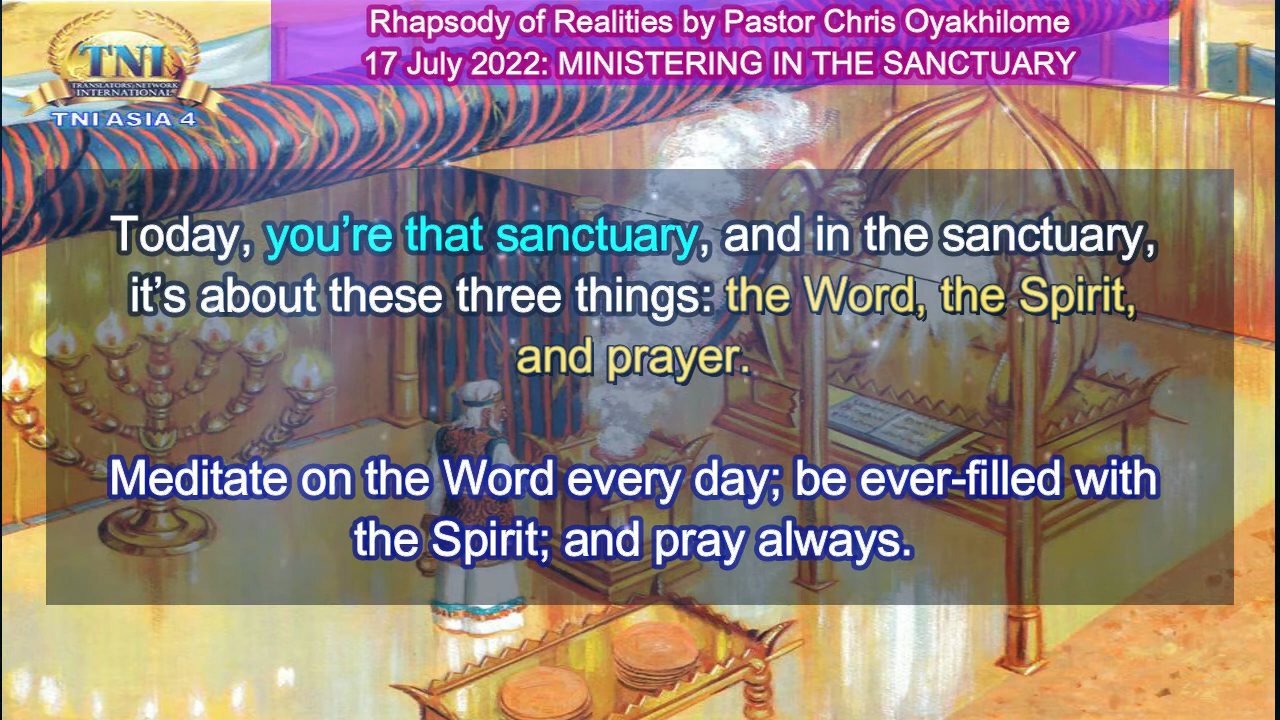 Rhapsody of Realities by Pastor Chris Oyakhilome
17 July 2022: MINISTERING IN THE SANCTUARY
TNI
TRANSLATORS NETWORK
INTERNATIONAL
TNI ASIA 4
Today, you’re that sanctuary, and in the sanctuary,
it’s about these three things: the Word, the Spirit,
and prayer.
Meditate on the Word every day; be ever-filled with
the Spirit; and pray always.